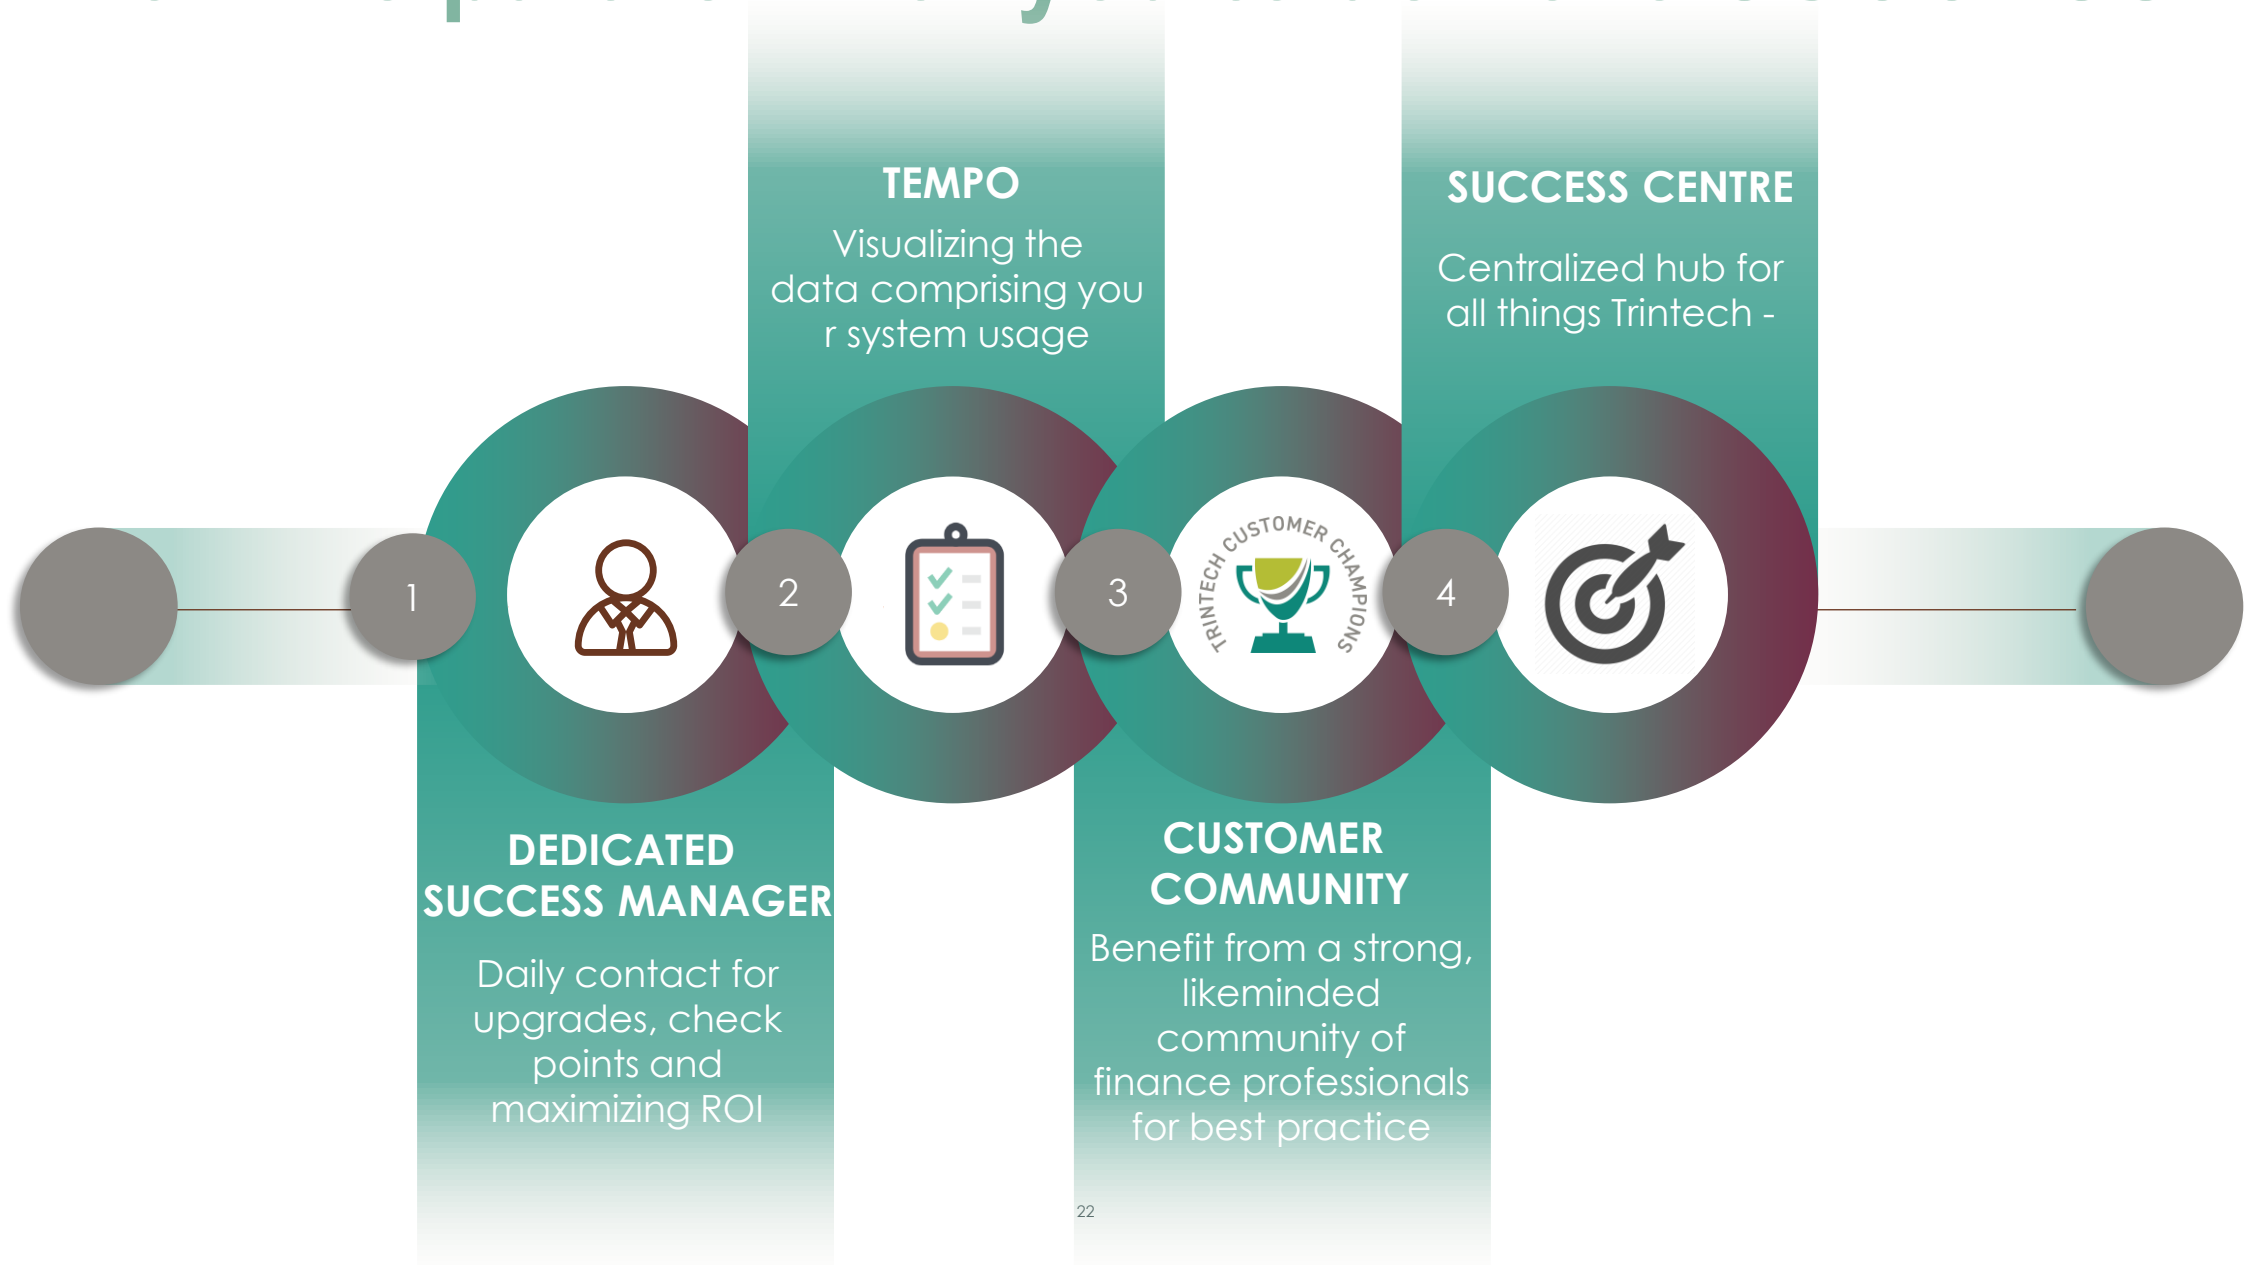 TEMPO
Visualizing the
data comprising you
r system usage
SUCCESS CENTRE
Centralized hub for
all things Trintech -
1
2
3
TRINTECH CUSTOMER CHAMPIONS
4
DEDICATED
SUCCESS MANAGER
Daily contact for
upgrades, check
points and
maximizing ROI
CUSTOMER
COMMUNITY
Benefit from a strong,
likeminded
community of
finance professionals
for best practice
22